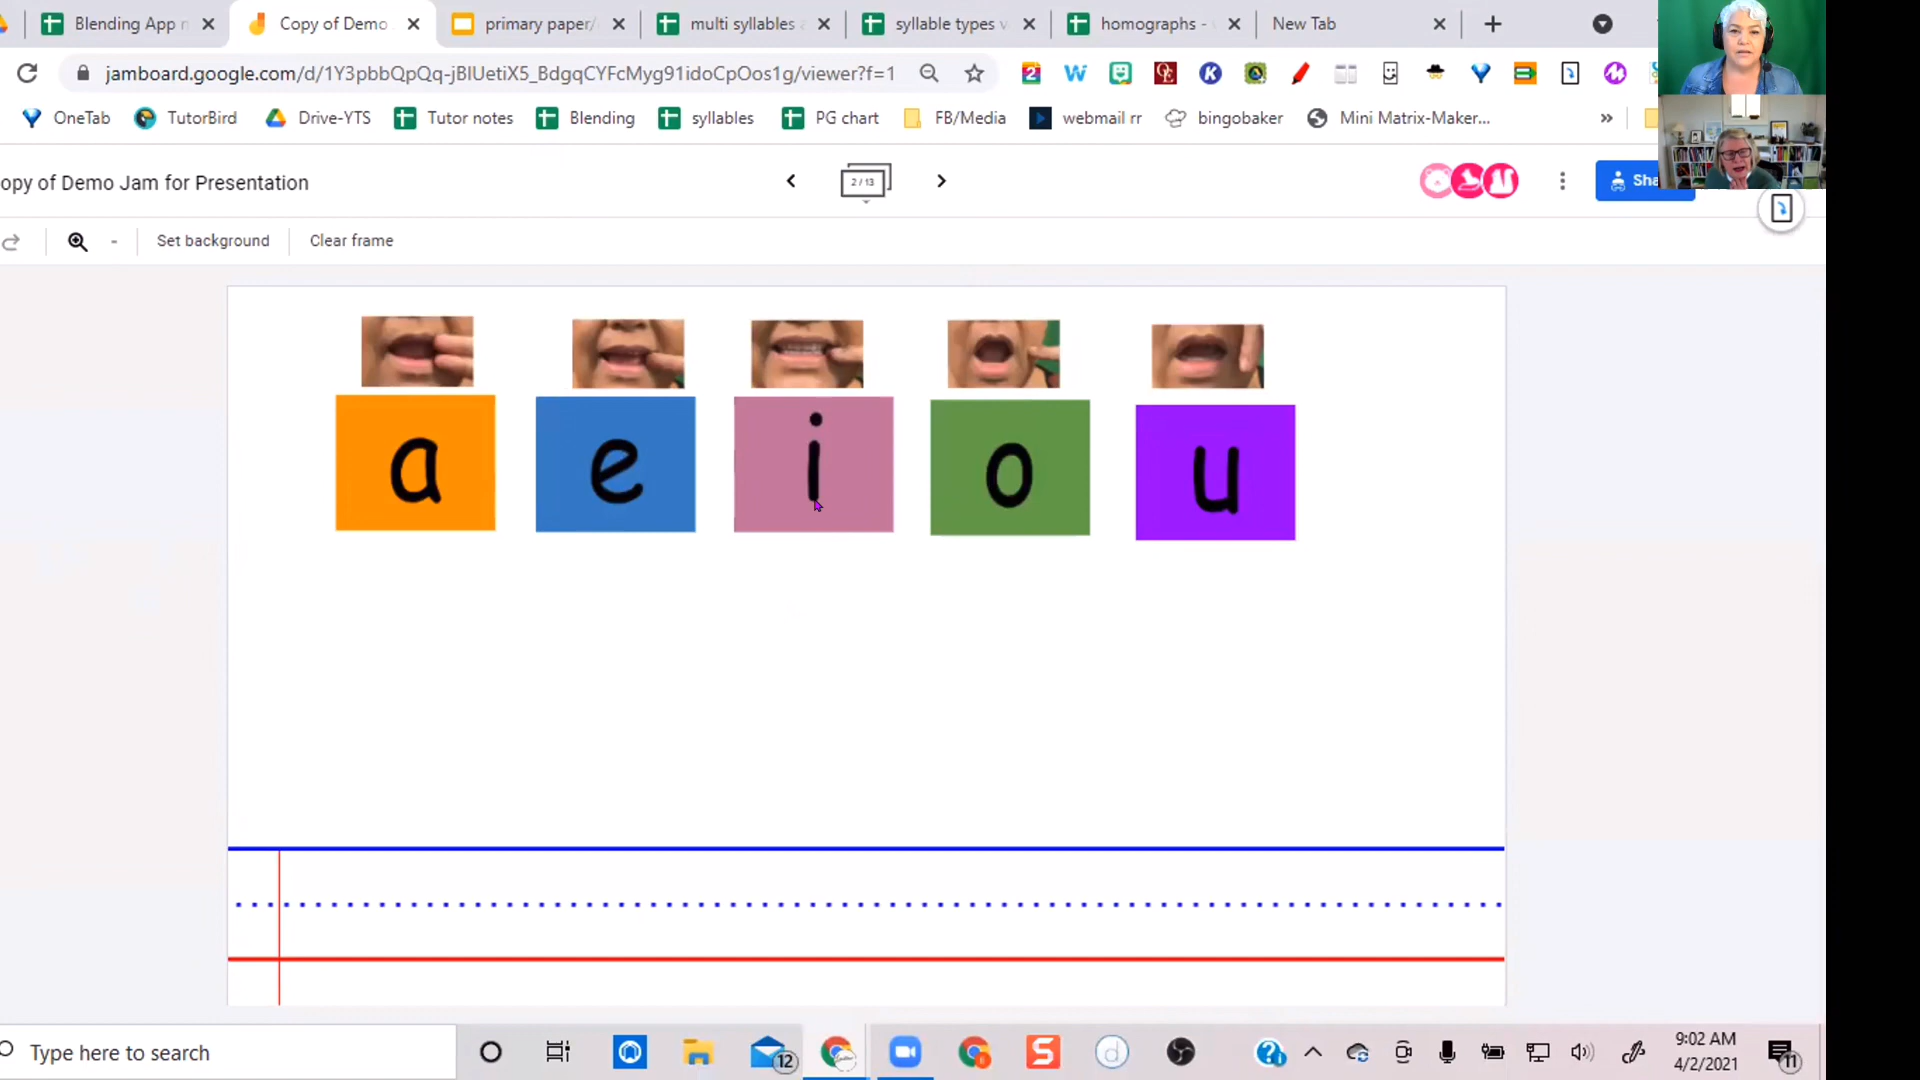 Blending App
Copy of Demo
primary paper/
multi syllables
syllable types
homographs -
New Tab
jamboard.google.com/d/1Y3pbbQpQq-jBlUetiX5_BdgqCYFcMyg91idoCpOos1g/viewer?f=1
OneTab
TutorBird
Drive-YTS
Tutor notes
Blending
syllables
PG chart
FB/Media
webmail rr
bingobaker
Mini Matrix-Maker...
opy of Demo Jam for Presentation
2 / 13
Sha
Set background
Clear frame
a e i o u
Type here to search
12
9:02 AM
4/2/2021
11